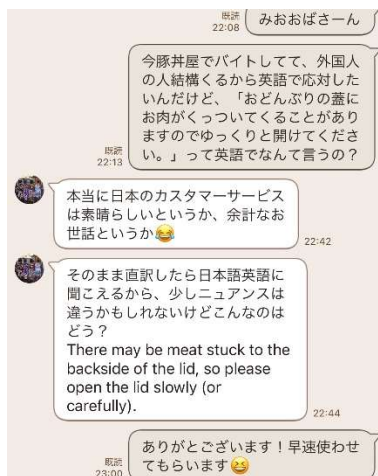 既読
22:08
みおおばさーん
今豚丼屋でバイトしてて、外国人
の人結構くるから英語で応対した
いんだけど、「おどんぶりの蓋に
お肉がくっついてくることがあり
ますのでゆっくりと開けてくださ
い。」って英語でなんて言うの？
既読
22:13
本当に日本のカスタマーサービス
は素晴らしいというか、余計なお
世話というか😂
22:42
そのまま直訳したら日本語英語に
聞こえるから、少しニュアンスは
違うかもしれないけどこんなのは
どう？
There may be meat stuck to the
backside of the lid, so please
open the lid slowly (or
carefully).
22:44
ありがとございます！早速使わせ
てもらいます😆
既読
23:00